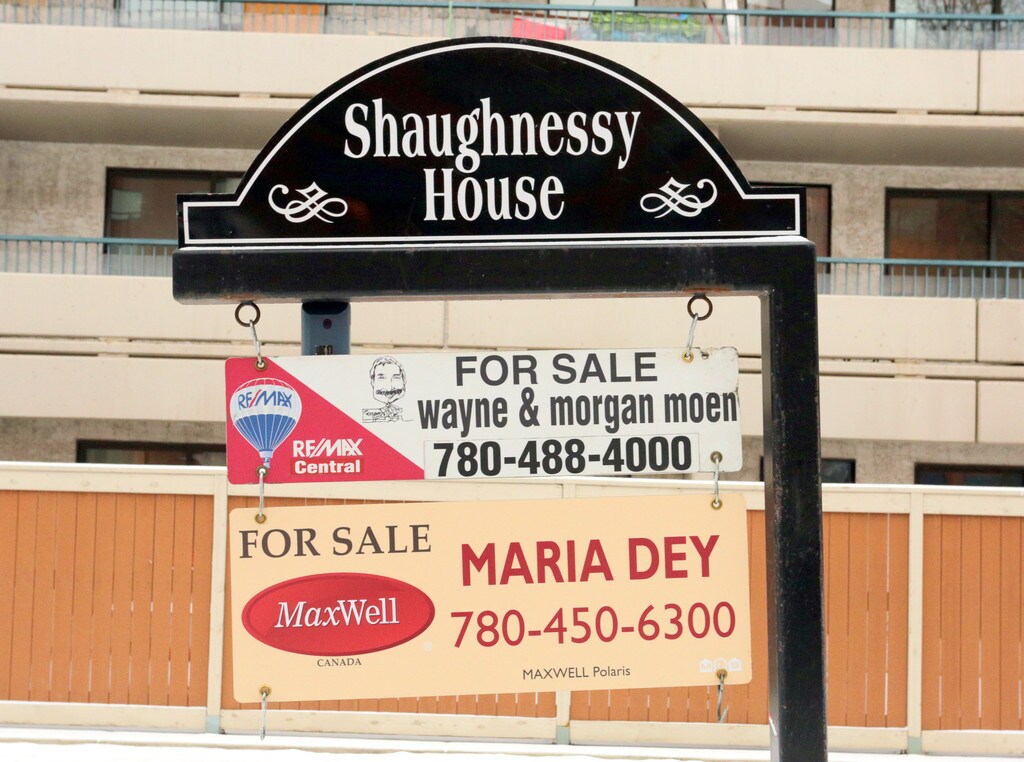 Shaughnessy
House
FOR SALE
wayne & morgan moen
780-488-4000
RE/MAX
RE/MAX
Central
FOR SALE
MaxWell
CANADA
MARIA DEY
780-450-6300
MAXWELL Polaris